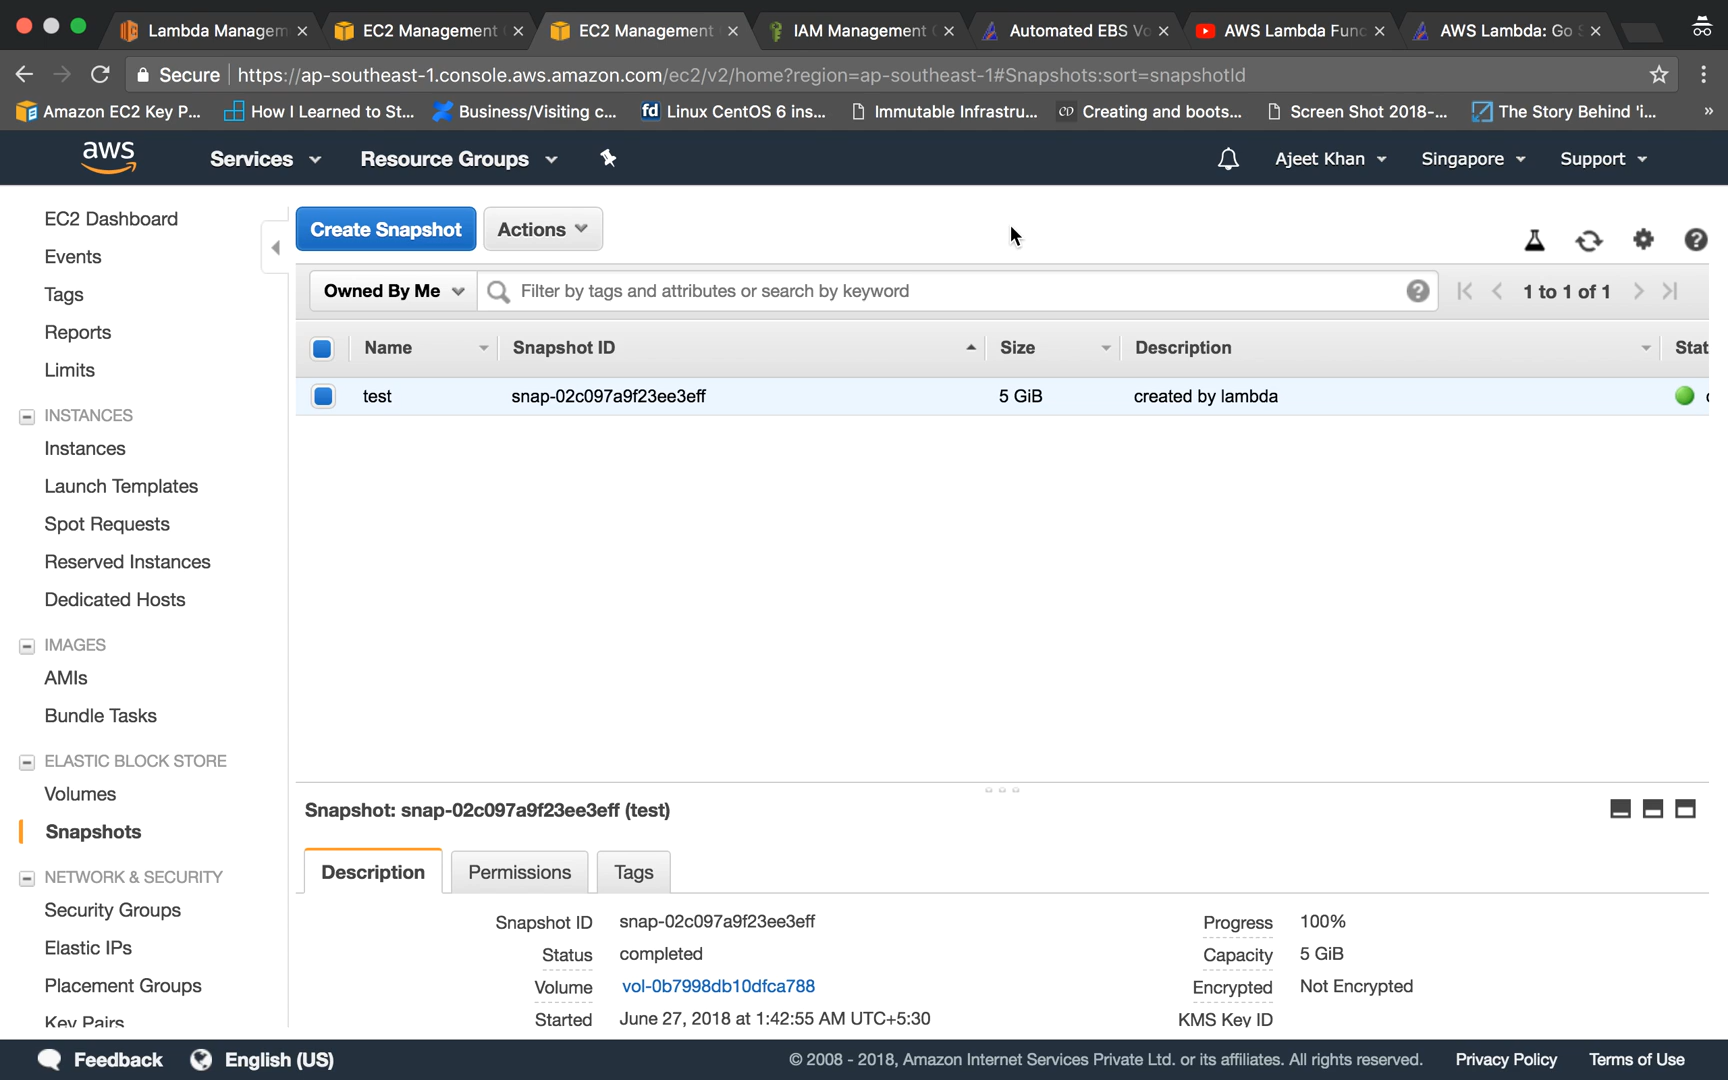 Lambda Managem
EC2 Management
EC2 Management
IAM Management
Automated EBS Vo
AWS Lambda Func
AWS Lambda: Go S
Secure
https://ap-southeast-1.console.aws.amazon.com/ec2/v2/home?region=ap-southeast-1#Snapshots:sort=snapshotId
Amazon EC2 Key P...
How I Learned to St...
Business/Visiting c...
fd Linux CentOS 6 ins...
Immutable Infrastru...
Creating and boots...
Screen Shot 2018-...
The Story Behind 'i...
»
aws
Services
Resource Groups
Ajeet Khan
Singapore
Support
EC2 Dashboard
Events
Tags
Reports
Limits
INSTANCES
Instances
Launch Templates
Spot Requests
Reserved Instances
Dedicated Hosts
IMAGES
AMIs
Bundle Tasks
ELASTIC BLOCK STORE
Volumes
Snapshots
NETWORK & SECURITY
Security Groups
Elastic IPs
Placement Groups
Key Pairs
Create Snapshot
Actions
Owned By Me
Filter by tags and attributes or search by keyword
1 to 1 of 1
Name Snapshot ID Size Description Stat
test snap-02c097a9f23ee3eff 5 GiB created by lambda
Snapshot: snap-02c097a9f23ee3eff (test)
Description
Permissions
Tags
Snapshot ID snap-02c097a9f23ee3eff
Status completed
Volume vol-0b7998db10dfca788
Started June 27, 2018 at 1:42:55 AM UTC+5:30
Progress 100%
Capacity 5 GiB
Encrypted Not Encrypted
KMS Key ID
Feedback
English (US)
© 2008 - 2018, Amazon Internet Services Private Ltd. or its affiliates. All rights reserved.
Privacy Policy
Terms of Use